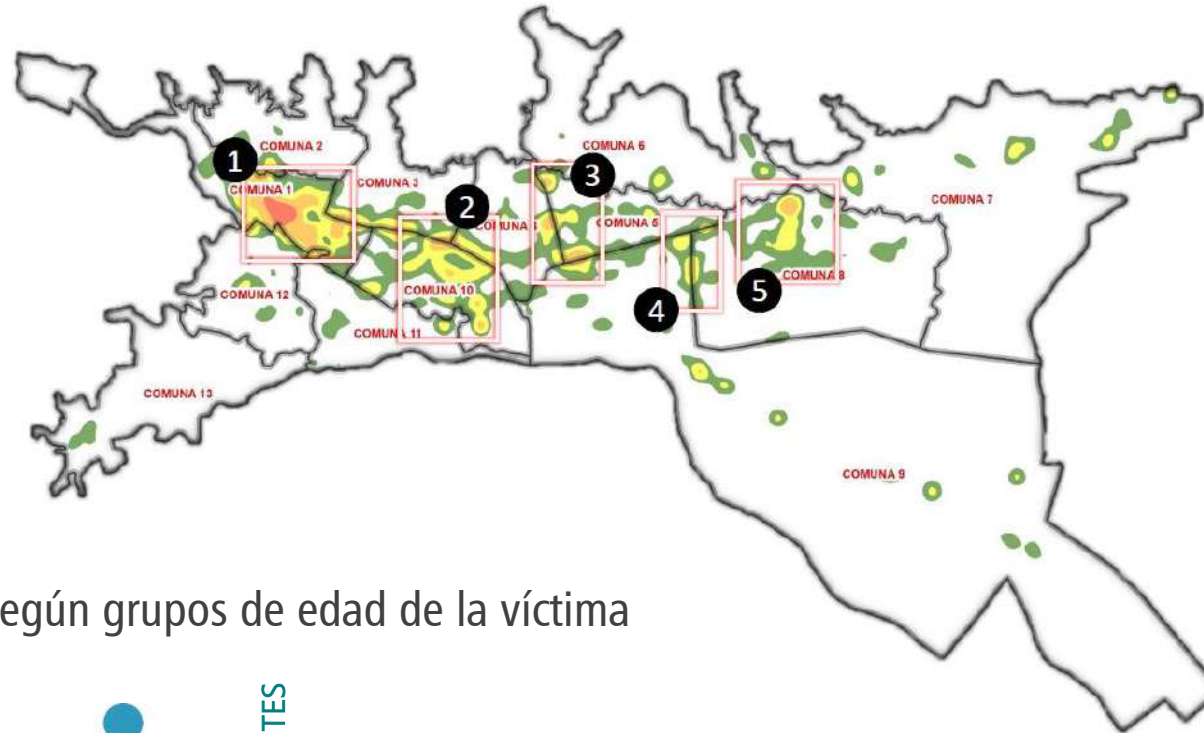 COMUNA 2
1
COMUNA 6
3
COMUNA 1
COMUNA 3
2
COMUNA 7
COMUNA 5
COMUNA 8
5
COMUNA 10
COMUNA 12
4
COMUNA 11
COMUNA 13
COMUNA 9
egún grupos de edad de la víctima
TES